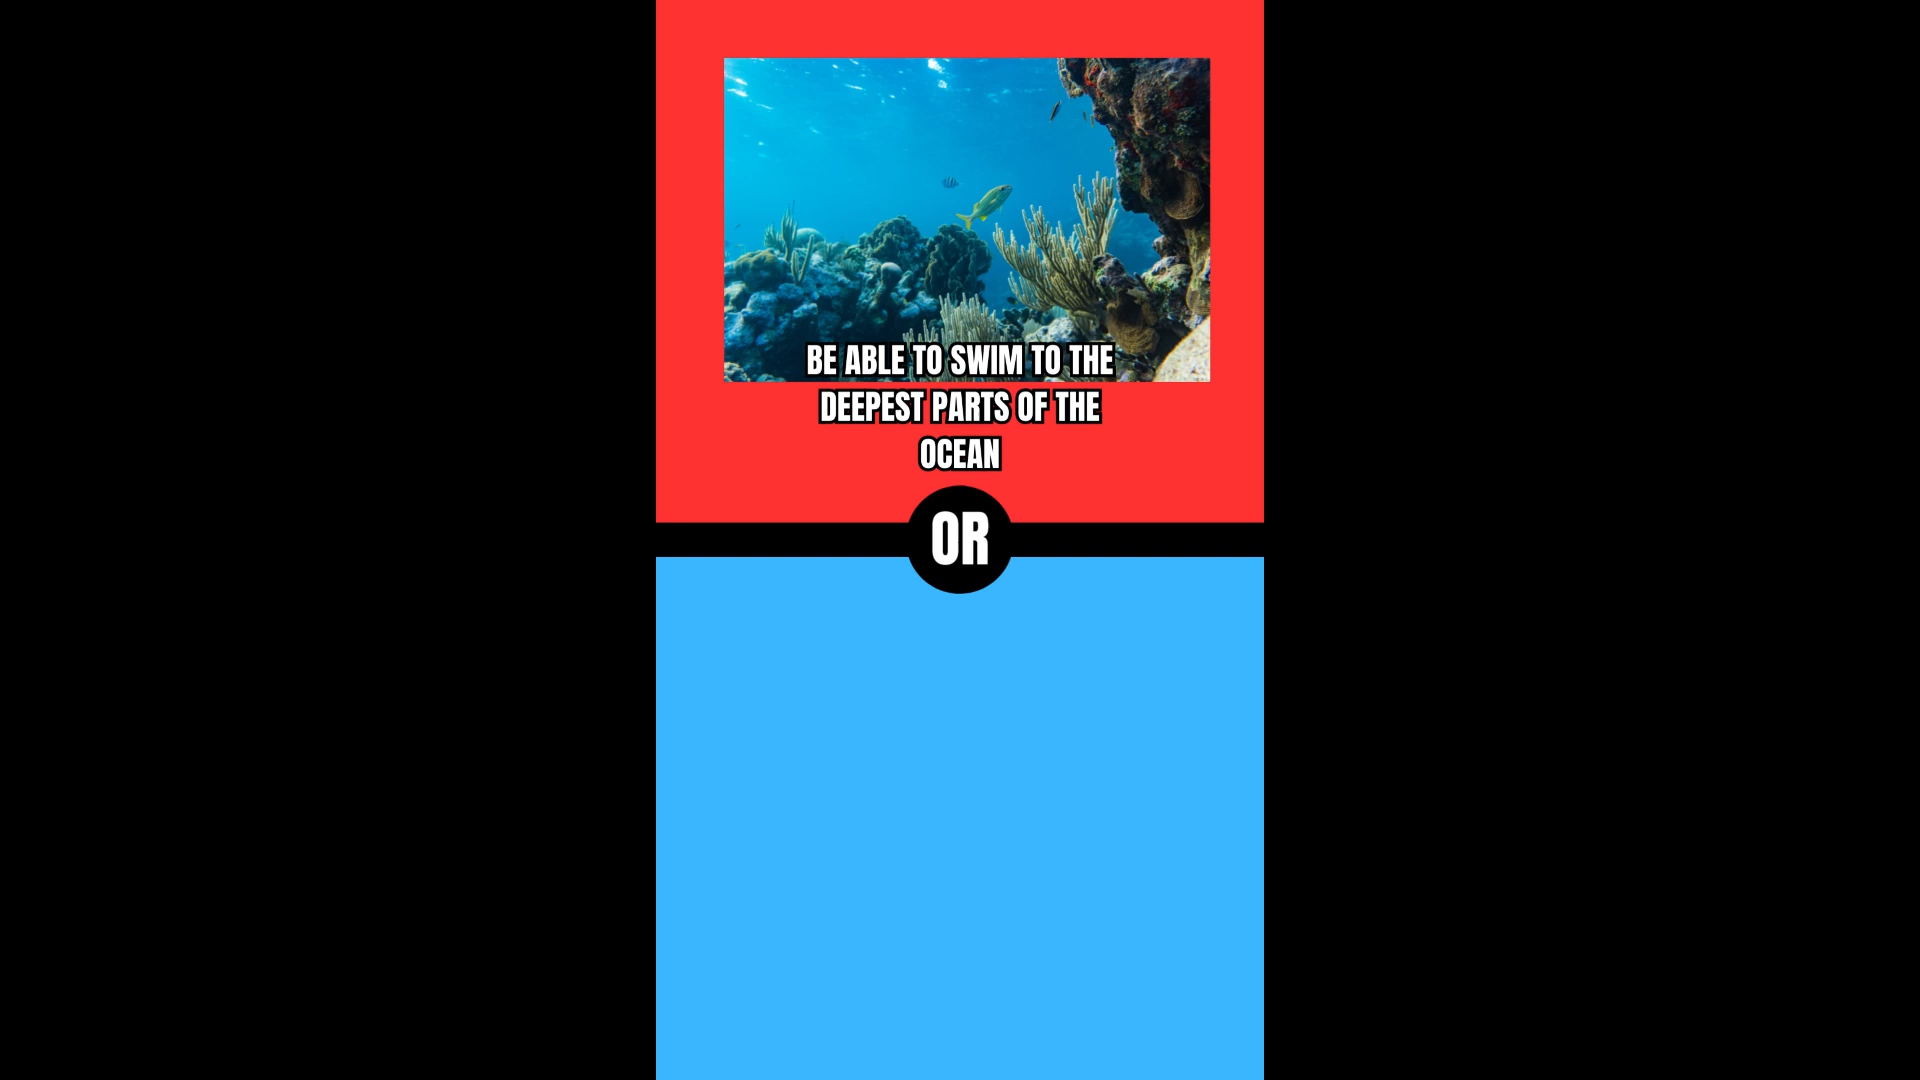 BE ABLE TO SWIM TO THE
DEEPEST PARTS OF THE
OCEAN
OR